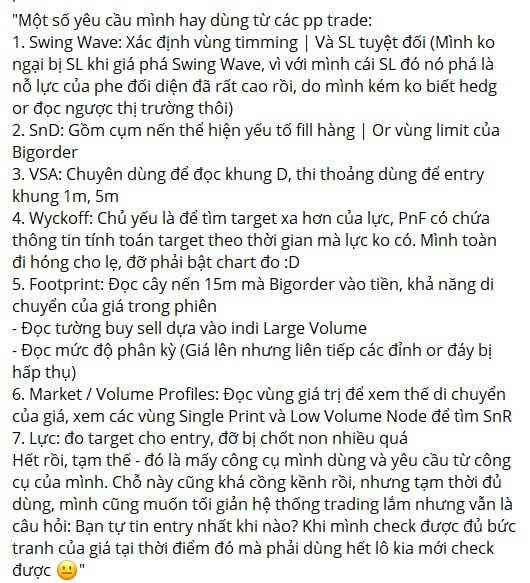 "Một số yêu cầu mình hay dùng từ các pp trade:
1. Swing Wave: Xác định vùng timming | Và SL tuyệt đối (Mình ko
ngại bị SL khi giá phá Swing Wave, vì với mình cái SL đó nó phá là
nỗ lực của phe đối diện đã rất cao rồi, do mình kém ko biết hedg
or đọc ngược thị trường thôi)
2. SnD: Gồm cụm nến thể hiện yếu tố fill hàng | Or vùng limit của
Bigorder
3. VSA: Chuyên dùng để đọc khung D, thi thoảng dùng để entry
khung 1m, 5m
4. Wyckoff: Chủ yếu là để tìm target xa hơn của lực, PnF có chứa
thông tin tính toán target theo thời gian mà lực ko có. Mình toàn
đi hóng cho lẹ, đỡ phải bật chart đo :D
5. Footprint: Đọc cây nến 15m mà Bigorder vào tiền, khả năng di
chuyển của giá trong phiên
- Đọc tường buy sell dựa vào indi Large Volume
- Đọc mức độ phân kỳ (Giá lên nhưng liên tiếp các đỉnh or đáy bị
hấp thụ)
6. Market / Volume Profiles: Đọc vùng giá trị để xem thế di chuyển
của giá, xem các vùng Single Print và Low Volume Node để tìm SnR
7. Lực: đo target cho entry, đỡ bị chốt non nhiều quá
Hết rồi, tạm thế - đó là mấy công cụ mình dùng và yêu cầu từ công
cụ của mình. Chỗ này cũng khá cồng kềnh rồi, nhưng tạm thời đủ
dùng, mình cũng muốn tối giản hệ thống trading lắm nhưng vẫn là
câu hỏi: Bạn tự tin entry nhất khi nào? Khi mình check được đủ bức
tranh của giá tại thời điểm đó mà phải dùng hết lô kia mới check
được 😐"